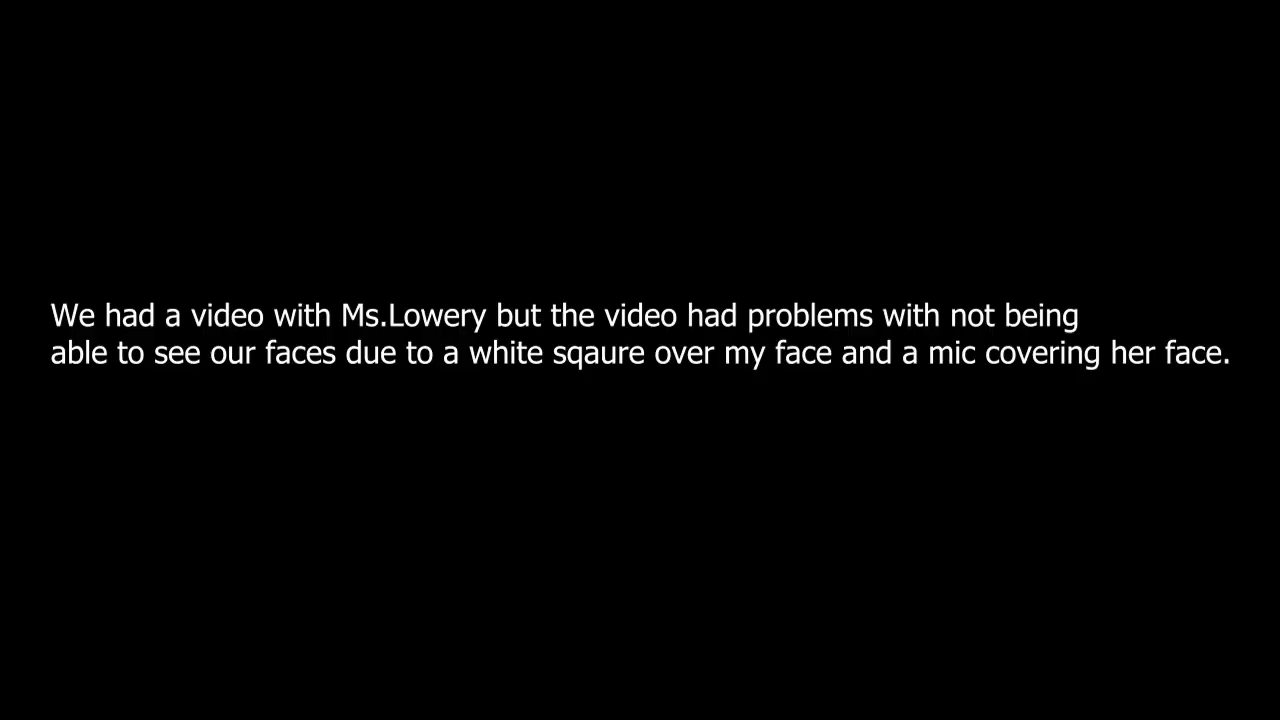 We had a video with Ms.Lowery but the video had problems with not being
able to see our faces due to a white sqaure over my face and a mic covering her face.